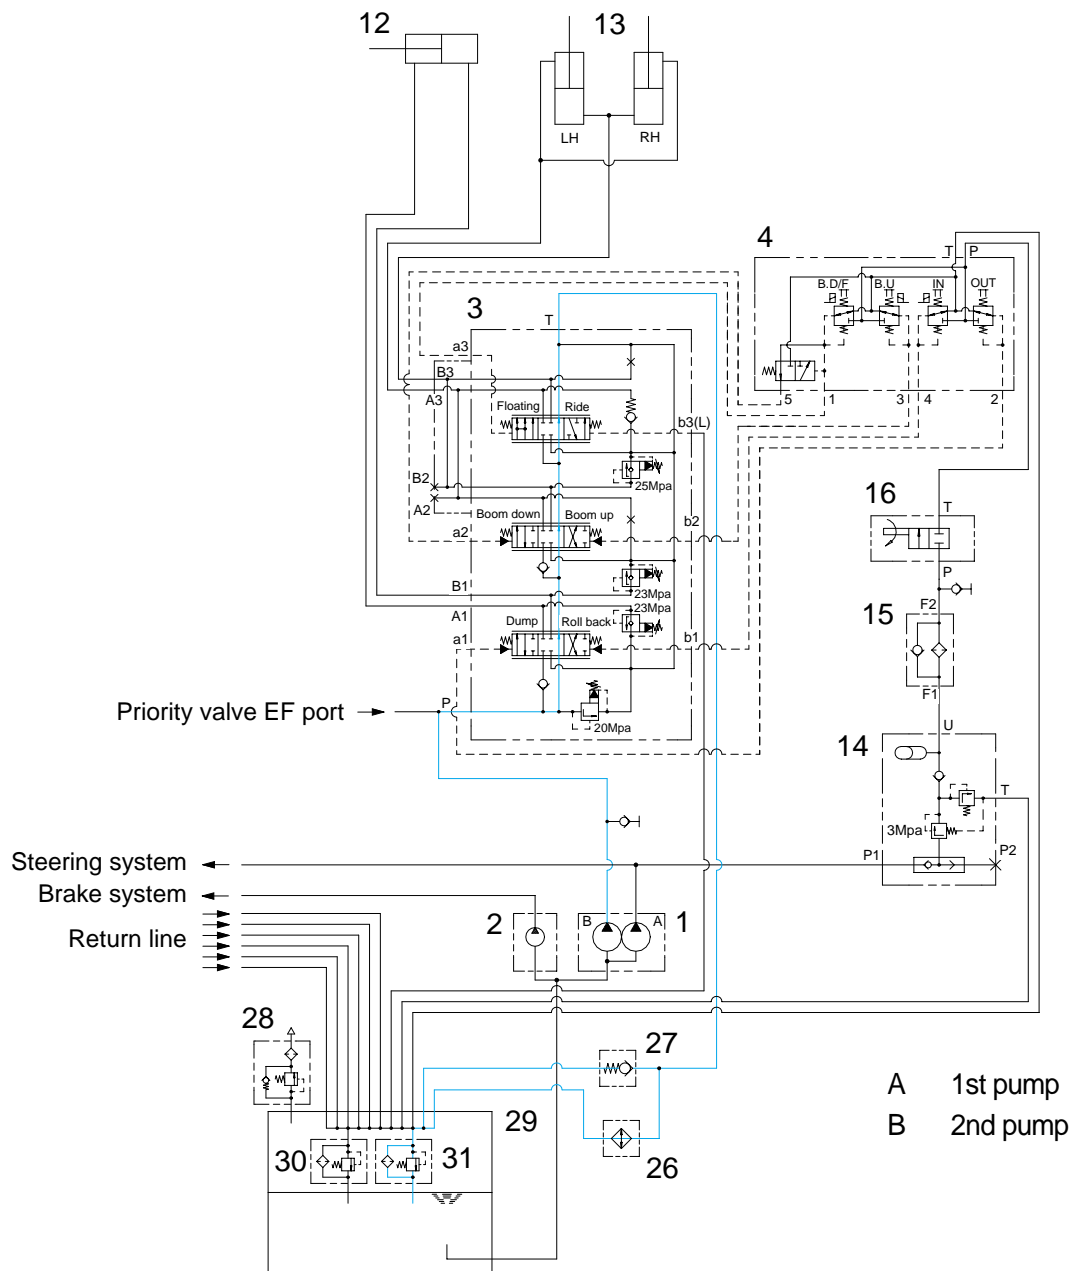 12
13
LH
RH
4
T
P
B.D/F
B.U
IN
OUT
5
1
3
4
2
3
T
a3
B3
A3
Floating
Ride
b3(L)
25Mpa
B2
A2
Boom down
Boom up
a2
b2
23Mpa
23Mpa
B1
A1
a1
Dump
Roll back
b1
Priority valve EF port
P
20Mpa
16
T
P
F2
15
F1
U
14
T
3Mpa
P1
P2
Steering system
Brake system
Return line
2
B
A
1
28
27
29
26
30
31
A 1st pump
B 2nd pump